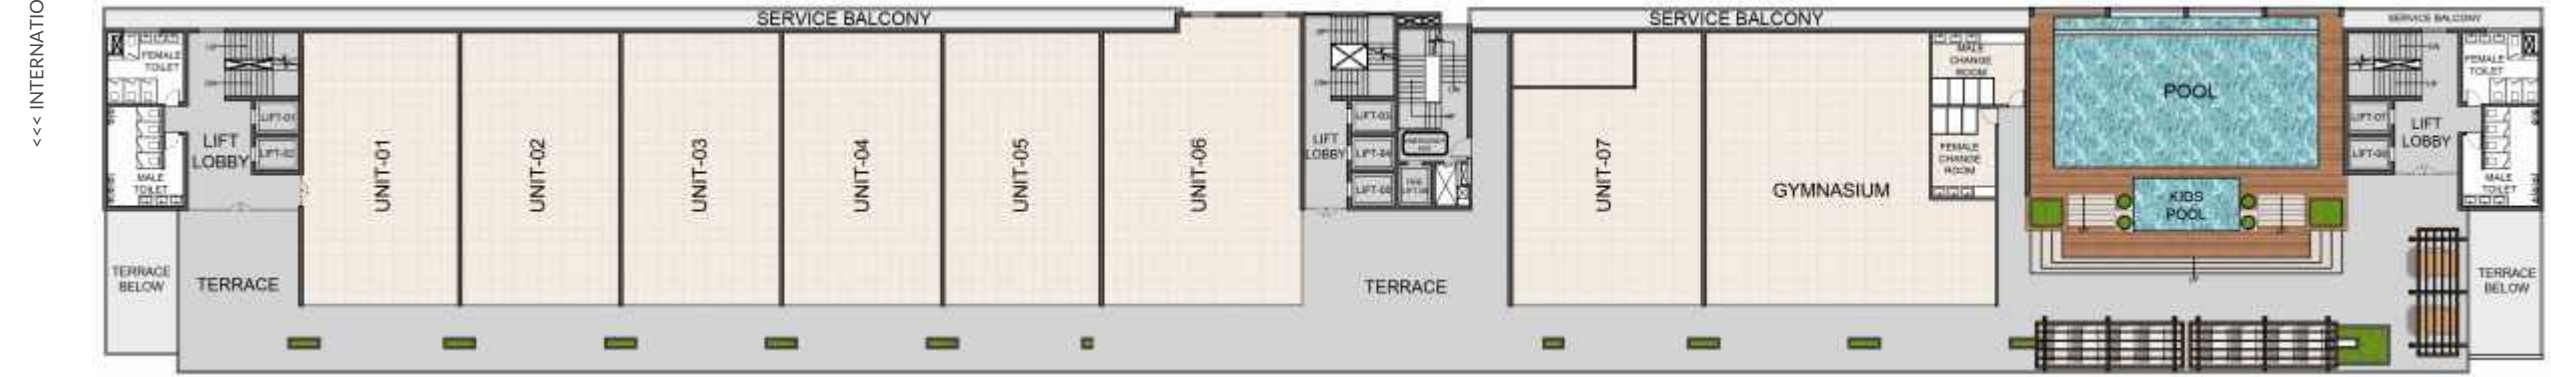 <<< INTERNATIO
SERVICE BALCONY
SERVICE BALCONY
SERVICE BALCONY
FEMALE
TOILET
LIFT-01
LIFT-02
LIFT
LOBBY
MALE
TOILET
TERRACE
BELOW
TERRACE
UNIT-01
UNIT-02
UNIT-03
UNIT-04
UNIT-05
UNIT-06
LIFT
LOBBY
LIFT-03
LIFT-04
LIFT-05
TERRACE
UNIT-07
GYMNASIUM
MALE
CHANGE
ROOM
FEMALE
CHANGE
ROOM
POOL
KIDS
POOL
LIFT-07
LIFT-08
LIFT
LOBBY
FEMALE
TOILET
MALE
TOILET
TERRACE
BELOW